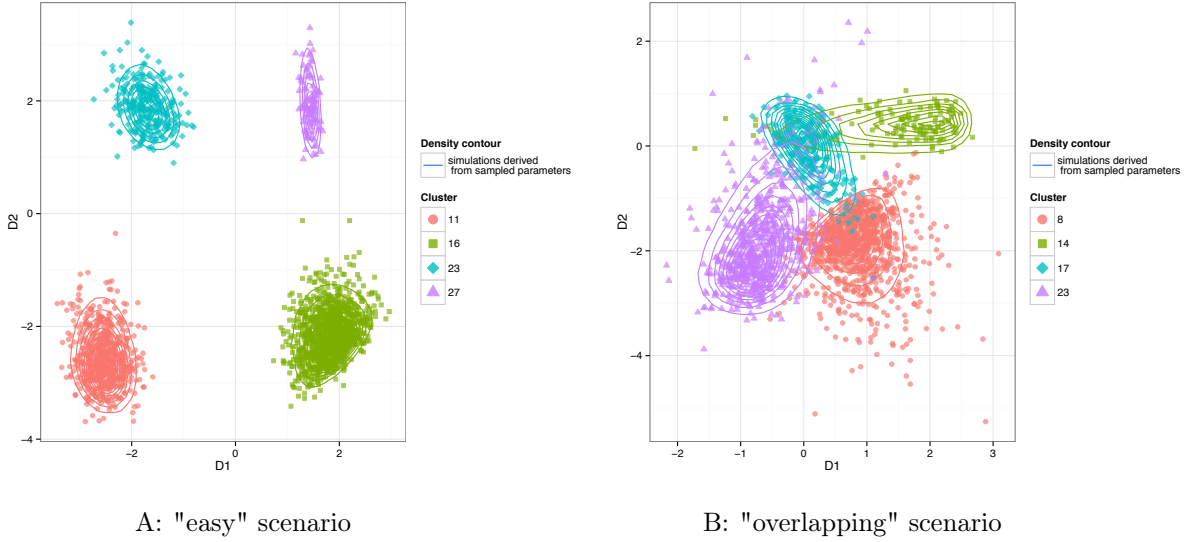 2
0
−2
−4
D2
−2
0
2
D1
Density contour
simulations derived
from sampled parameters
Cluster
11
16
23
27
A: "easy" scenario
2
0
−2
−4
D2
−2
−1
0
1
2
3
D1
Density contour
simulations derived
from sampled parameters
Cluster
8
14
17
23
B: "overlapping" scenario